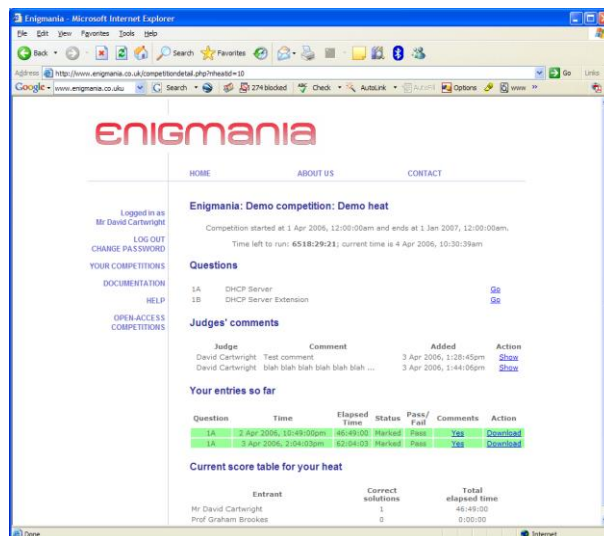 Enigmania - Microsoft Internet Explorer
File Edit View Favorites Tools Help
Back Search Favorites
Address http://www.enigmania.co.uk/competitiondetail.php?nheatid=10 Go Links
Google www.enigmania.co.uku Search 274 blocked Check AutoLink AutoFill Options www »
ENIGMANIA
HOME ABOUT US CONTACT
Logged in as
Mr David Cartwright
LOG OUT
CHANGE PASSWORD
YOUR COMPETITIONS
DOCUMENTATION
HELP
OPEN-ACCESS
COMPETITIONS
Enigmania: Demo competition: Demo heat
Competition started at 1 Apr 2006, 12:00:00am and ends at 1 Jan 2007, 12:00:00am.
Time left to run: 6518:29:21; current time is 4 Apr 2006, 10:30:39am
Questions
1A DHCP Server Go
1B DHCP Server Extension Go
Judges' comments
Judge Comment Added Action
David Cartwright Test comment 3 Apr 2006, 1:28:45pm Show
David Cartwright blah blah blah blah blah blah ... 3 Apr 2006, 1:44:06pm Show
Your entries so far
Question Time Elapsed Time Status Pass/Fail Comments Action
1A 2 Apr 2006, 10:49:00pm 46:49:00 Marked Pass Yes Download
1A 3 Apr 2006, 2:04:03pm 62:04:03 Marked Pass Yes Download
Current score table for your heat
Entrant Correct solutions Total elapsed time
Mr David Cartwright 1 46:49:00
Prof Graham Brookes 0 0:00:00
Done Internet